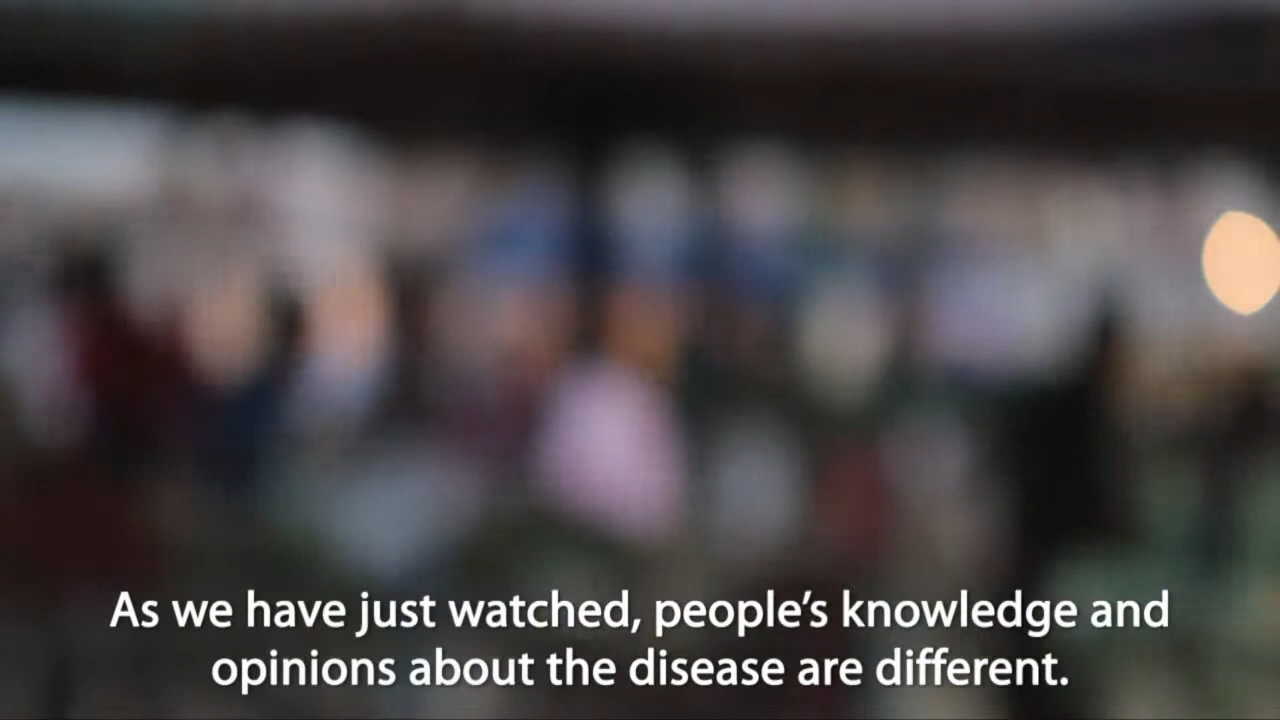 As we have just watched, people’s knowledge and
opinions about the disease are different.